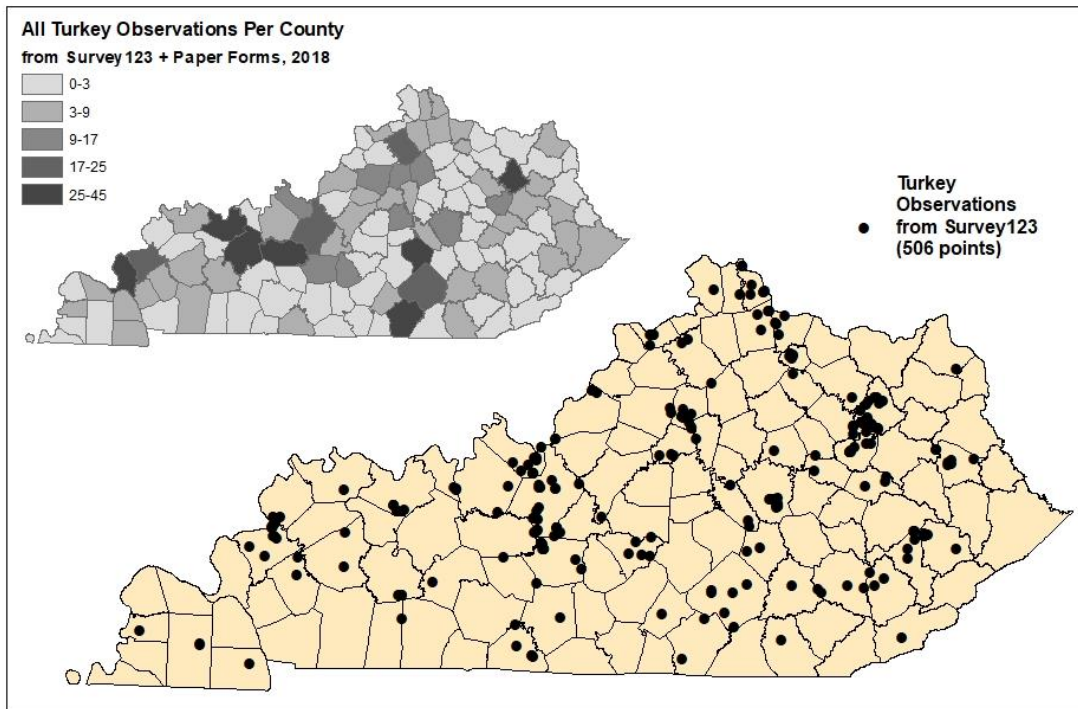 All Turkey Observations Per County
from Survey123 + Paper Forms, 2018
0-3
3-9
9-17
17-25
25-45
Turkey
Observations
from Survey123
(506 points)